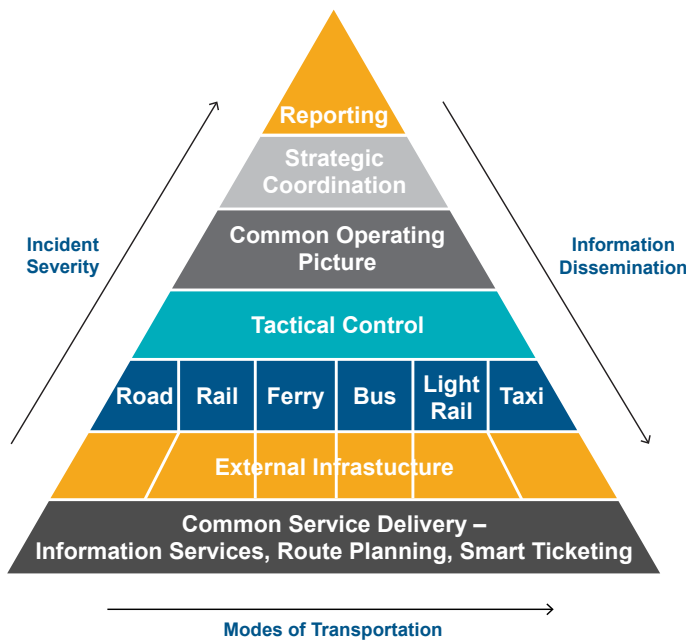 Reporting
Strategic
Coordination
Common Operating
Picture
Incident
Severity
Information
Dissemination
Tactical Control
Road
Rail
Ferry
Bus
Light
Rail
Taxi
External Infrastucture
Common Service Delivery –
Information Services, Route Planning, Smart Ticketing
Modes of Transportation